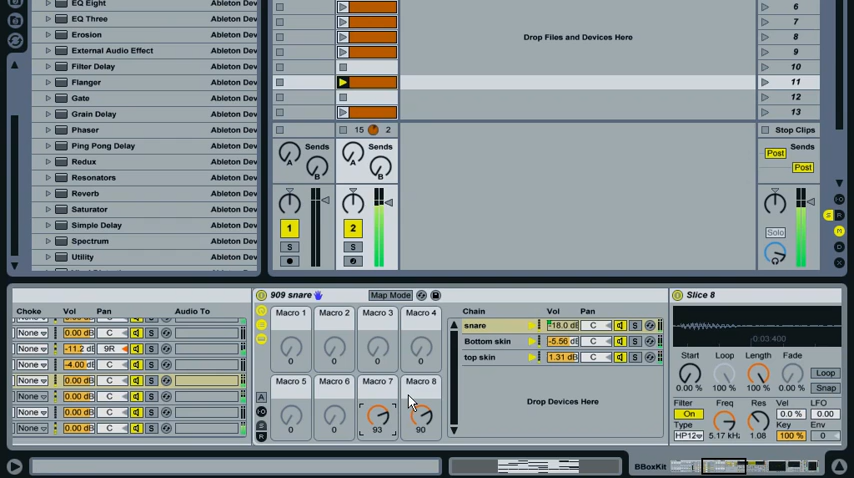 EQ Eight Ableton Dev
EQ Three Ableton Dev
Erosion Ableton Dev
External Audio Effect Ableton Dev
Filter Delay Ableton Dev
Flanger Ableton Dev
Gate Ableton Dev
Grain Delay Ableton Dev
Phaser Ableton Dev
Ping Pong Delay Ableton Dev
Redux Ableton Dev
Resonators Ableton Dev
Reverb Ableton Dev
Saturator Ableton Dev
Simple Delay Ableton Dev
Spectrum Ableton Dev
Utility Ableton Dev
6
7
Drop Files and Devices Here 8
9
10
11
12
13
15 2 Stop Clips
Sends Sends Sends
A B A B Post
Post
1 2
S S Solo
S R
M
D
Choke Vol Pan Audio To
None 0.00 dB C S
None -11.2 dB 9R S
None -4.00 dB C S
None 0.00 dB C S
None 0.00 dB C S
None 0.00 dB C S
None 0.00 dB C S
909 snare Map Mode
Macro 1 Macro 2 Macro 3 Macro 4
0 0 0 0
Macro 5 Macro 6 Macro 7 Macro 8
0 0 93 90
A
S
R
Chain Vol Pan
snare -18.0 dB C S
Bottom skin -5.56 C S
top skin 1.31 dB C S
Drop Devices Here
Slice 8
0:03.400
Start Loop Length Fade
0.00 % 100 % 100 % 0.00 %
Loop
Snap
Filter Freq Res Vel LFO
On 0.0 % 0.00
Type Key Env
HP12 5.17 kHz 1.08 100 % 0
BBoxKit